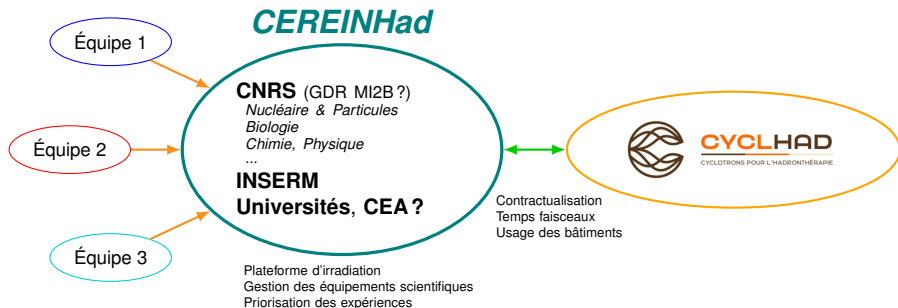 CEREINHad
Équipe 1
Équipe 2
Équipe 3
CNRS (GDR MI2B ?)
Nucléaire & Particules
Biologie
Chimie, Physique
...
INSERM
Universités, CEA ?
Plateforme d'irradiation
Gestion des équipements scientifiques
Priorisation des expériences
Contractualisation
Temps faisceaux
Usage des bâtiments
CYCLHAD
CYCLOTRONS POUR L'HADRONTHÉRAPIE